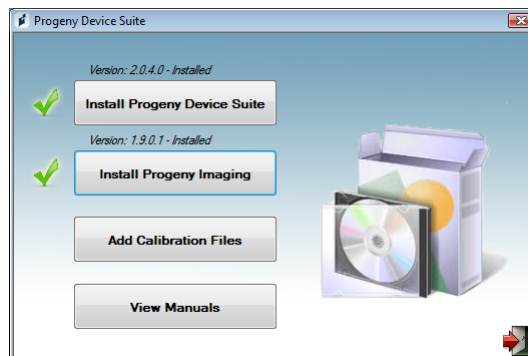 Progeny Device Suite
Version: 2.0.4.0 - Installed
Install Progeny Device Suite
Version: 1.9.0.1 - Installed
Install Progeny Imaging
Add Calibration Files
View Manuals